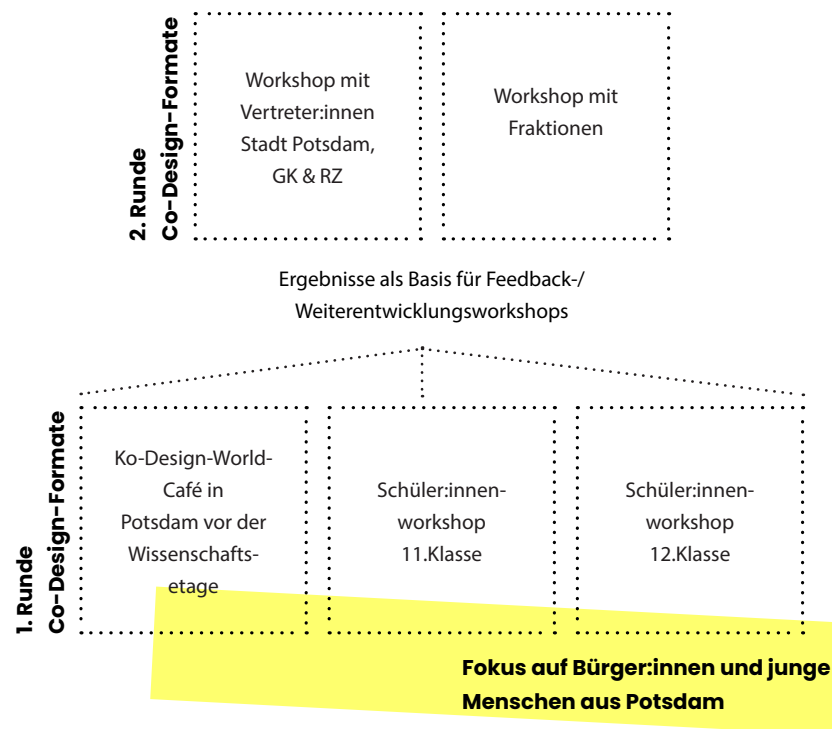 2. Runde
Co-Design-Formate
Workshop mit
Vertreter:innen
Stadt Potsdam,
GK & RZ
Workshop mit
Fraktionen
Ergebnisse als Basis für Feedback-/
Weiterentwicklungsworkshops
1. Runde
Co-Design-Formate
Ko-Design-World-
Café in
Potsdam vor der
Wissenschafts-
etage
Schüler:innen-
workshop
11.Klasse
Schüler:innen-
workshop
12.Klasse
Fokus auf Bürger:innen und junge
Menschen aus Potsdam